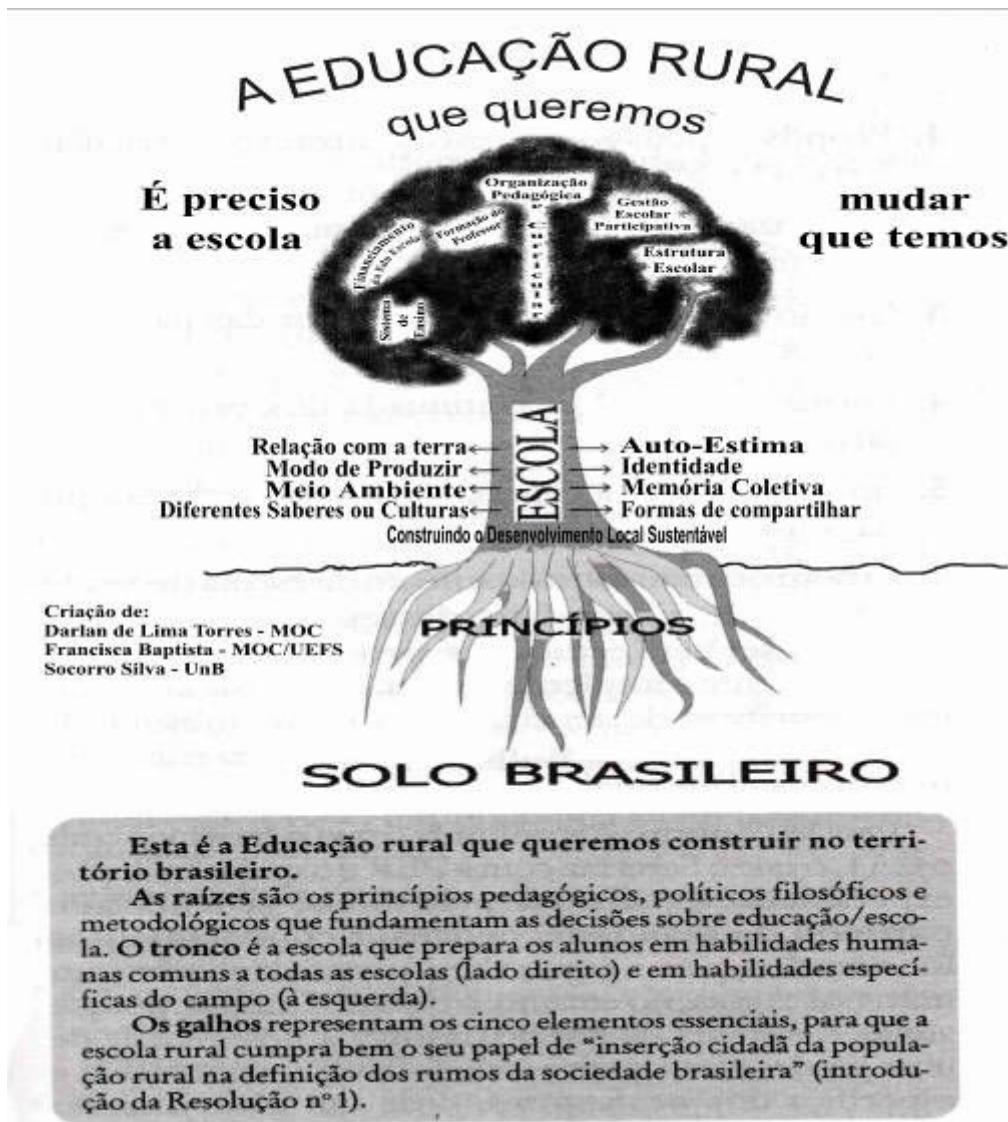 A EDUCAÇÃO RURAL
que queremos
É preciso mudar
a escola que temos
Organização
Pedagógica
e Curricular
Gestão
Escolar
Participativa
Estrutura
Escolar
Formação do
Professor
Financiamento
da Edu Escola
Sistema
de
Ensino
ESCOLA
Relação com a terra
Modo de Produzir
Meio Ambiente
Diferentes Saberes ou Culturas
Auto-Estima
Identidade
Memória Coletiva
Formas de compartilhar
Construindo o Desenvolvimento Local Sustentável
Criação de:
Darlan de Lima Torres - MOC
Francisca Baptista - MOC/UEFS
Socorro Silva - UnB
PRINCÍPIOS
SOLO BRASILEIRO
Esta é a Educação rural que queremos construir no terri-
tório brasileiro.
As raízes são os princípios pedagógicos, políticos filosóficos e
metodológicos que fundamentam as decisões sobre educação/esco-
la. O tronco é a escola que prepara os alunos em habilidades huma-
nas comuns a todas as escolas (lado direito) e em habilidades especí-
ficas do campo (à esquerda).
Os galhos representam os cinco elementos essenciais, para que a
escola rural cumpra bem o seu papel de “inserção cidadã da popula-
ção rural na definição dos rumos da sociedade brasileira” (introdu-
ção da Resolução nº 1).